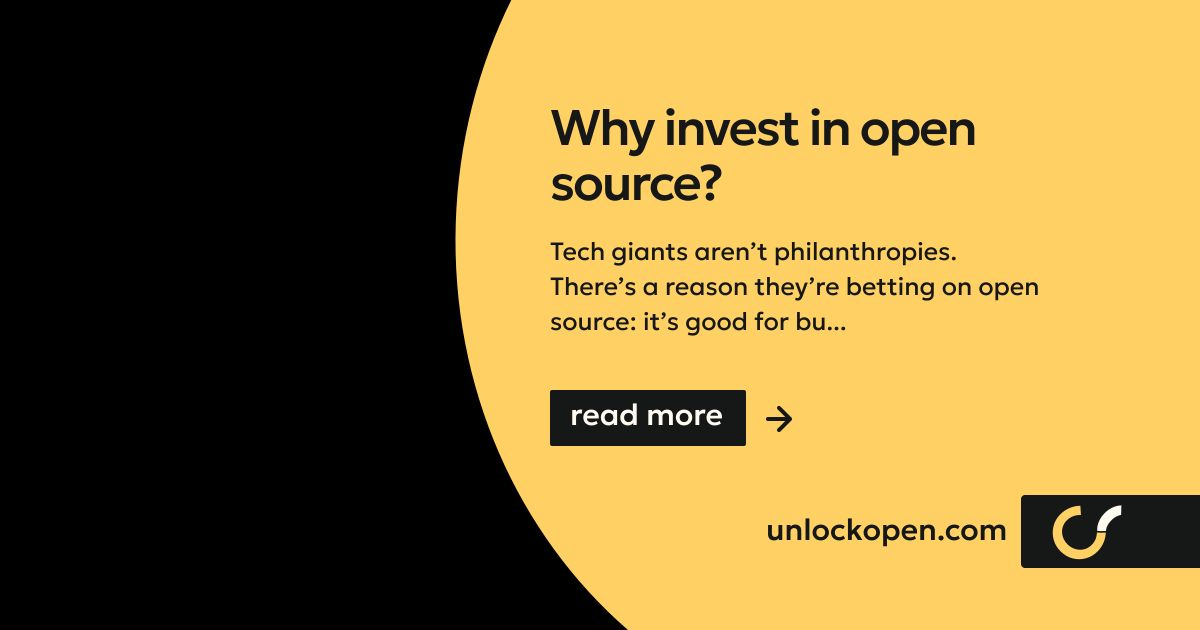 Why invest in open
source?
Tech giants aren’t philanthropies.
There’s a reason they’re betting on open
source: it’s good for bu...
read more
unlockopen.com